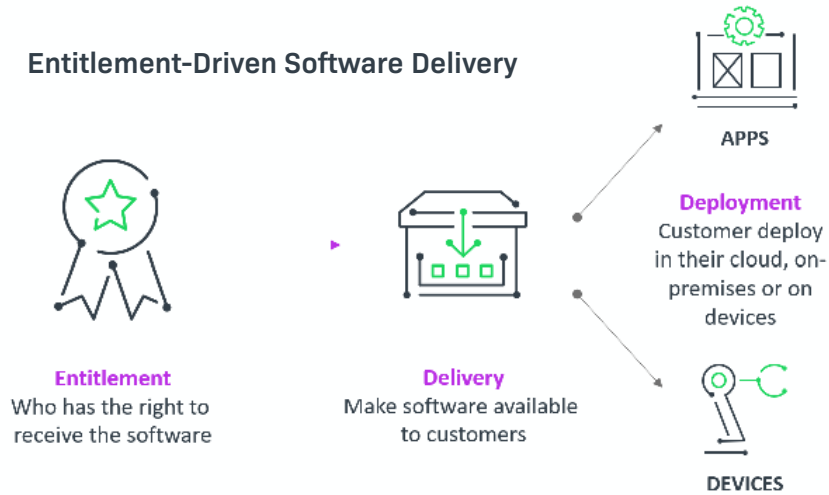 Entitlement-Driven Software Delivery
Entitlement
Who has the right to
receive the software
Delivery
Make software available
to customers
APPS
Deployment
Customer deploy
in their cloud, on-
premises or on
devices
DEVICES